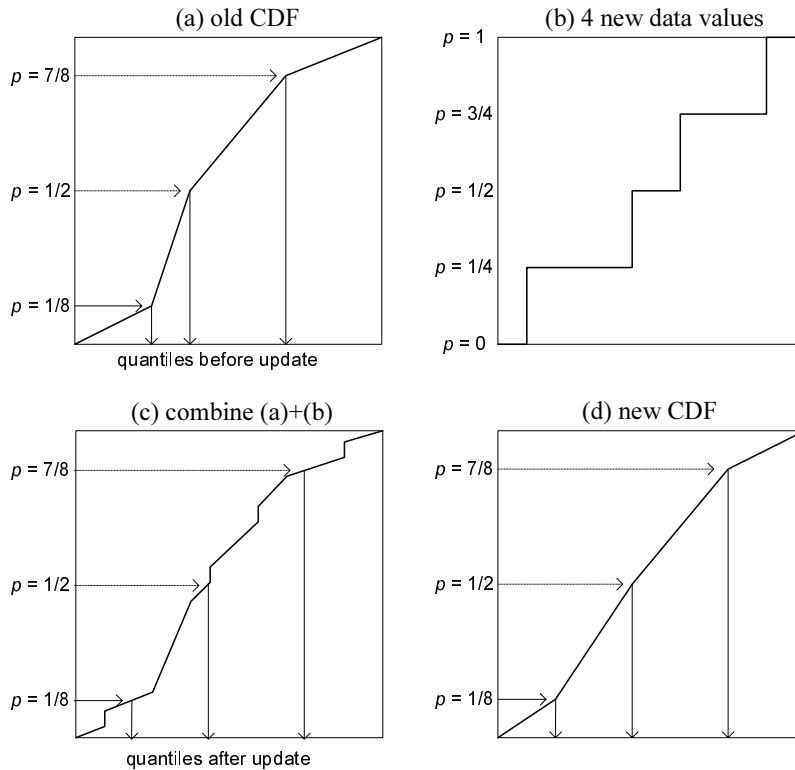 (a) old CDF
p = 7/8
p = 1/2
p = 1/8
quantiles before update
(b) 4 new data values
p = 1
p = 3/4
p = 1/2
p = 1/4
p = 0
(c) combine (a)+(b)
p = 7/8
p = 1/2
p = 1/8
quantiles after update
(d) new CDF
p = 7/8
p = 1/2
p = 1/8